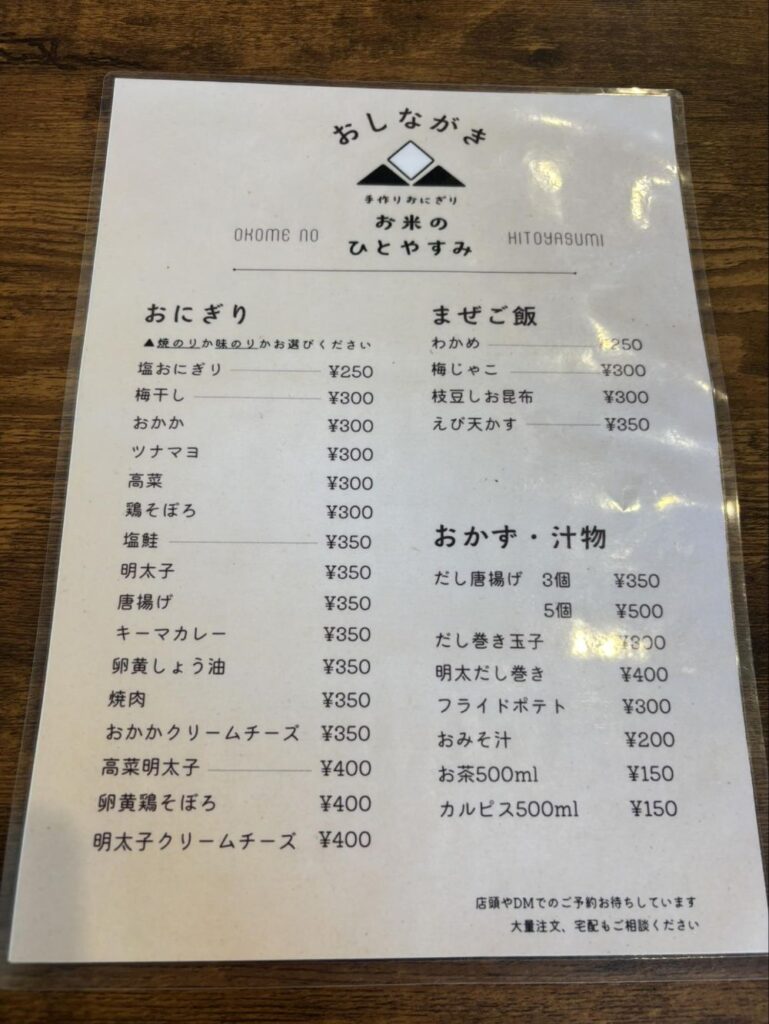 おしながき
手作りおにぎり
お米の
ひとやすみ
OKOME NO
HITOYASUMI
おにぎり
▲焼のりか味のりかお選びください
塩おにぎり ¥250
梅干し ¥300
おかか ¥300
ツナマヨ ¥300
高菜 ¥300
鶏そぼろ ¥300
塩鮭 ¥350
明太子 ¥350
唐揚げ ¥350
キーマカレー ¥350
卵黄しょう油 ¥350
焼肉 ¥350
おかかクリームチーズ ¥350
高菜明太子 ¥400
卵黄鶏そぼろ ¥400
明太子クリームチーズ ¥400
まぜご飯
わかめ ¥250
梅じゃこ ¥300
枝豆しお昆布 ¥300
えび天かす ¥350
おかず・汁物
だし唐揚げ 3個 ¥350
5個 ¥500
だし巻き玉子 ¥300
明太だし巻き ¥400
フライドポテト ¥300
おみそ汁 ¥200
お茶500ml ¥150
カルピス500ml ¥150
店頭やDMでのご予約お待ちしています
大量注文、宅配もご相談ください